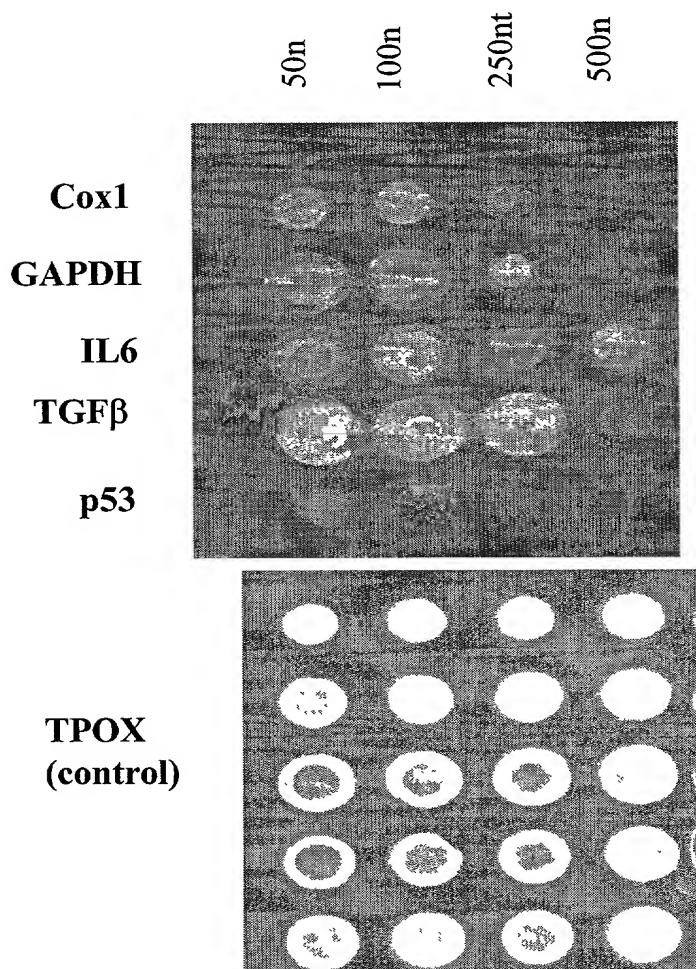 50n
100n
250nt
500n
Cox1
GAPDH
IL6
TGFβ
p53
TPOX
(control)